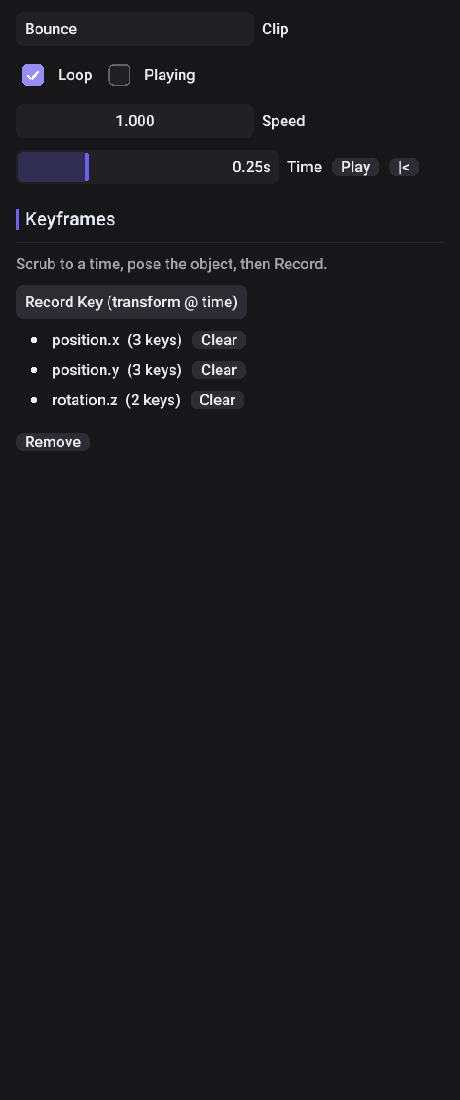 Bounce Clip
Loop Playing
1.000 Speed
0.25s Time Play |<
Keyframes
Scrub to a time, pose the object, then Record.
Record Key (transform @ time)
position.x (3 keys) Clear
position.y (3 keys) Clear
rotation.z (2 keys) Clear
Remove